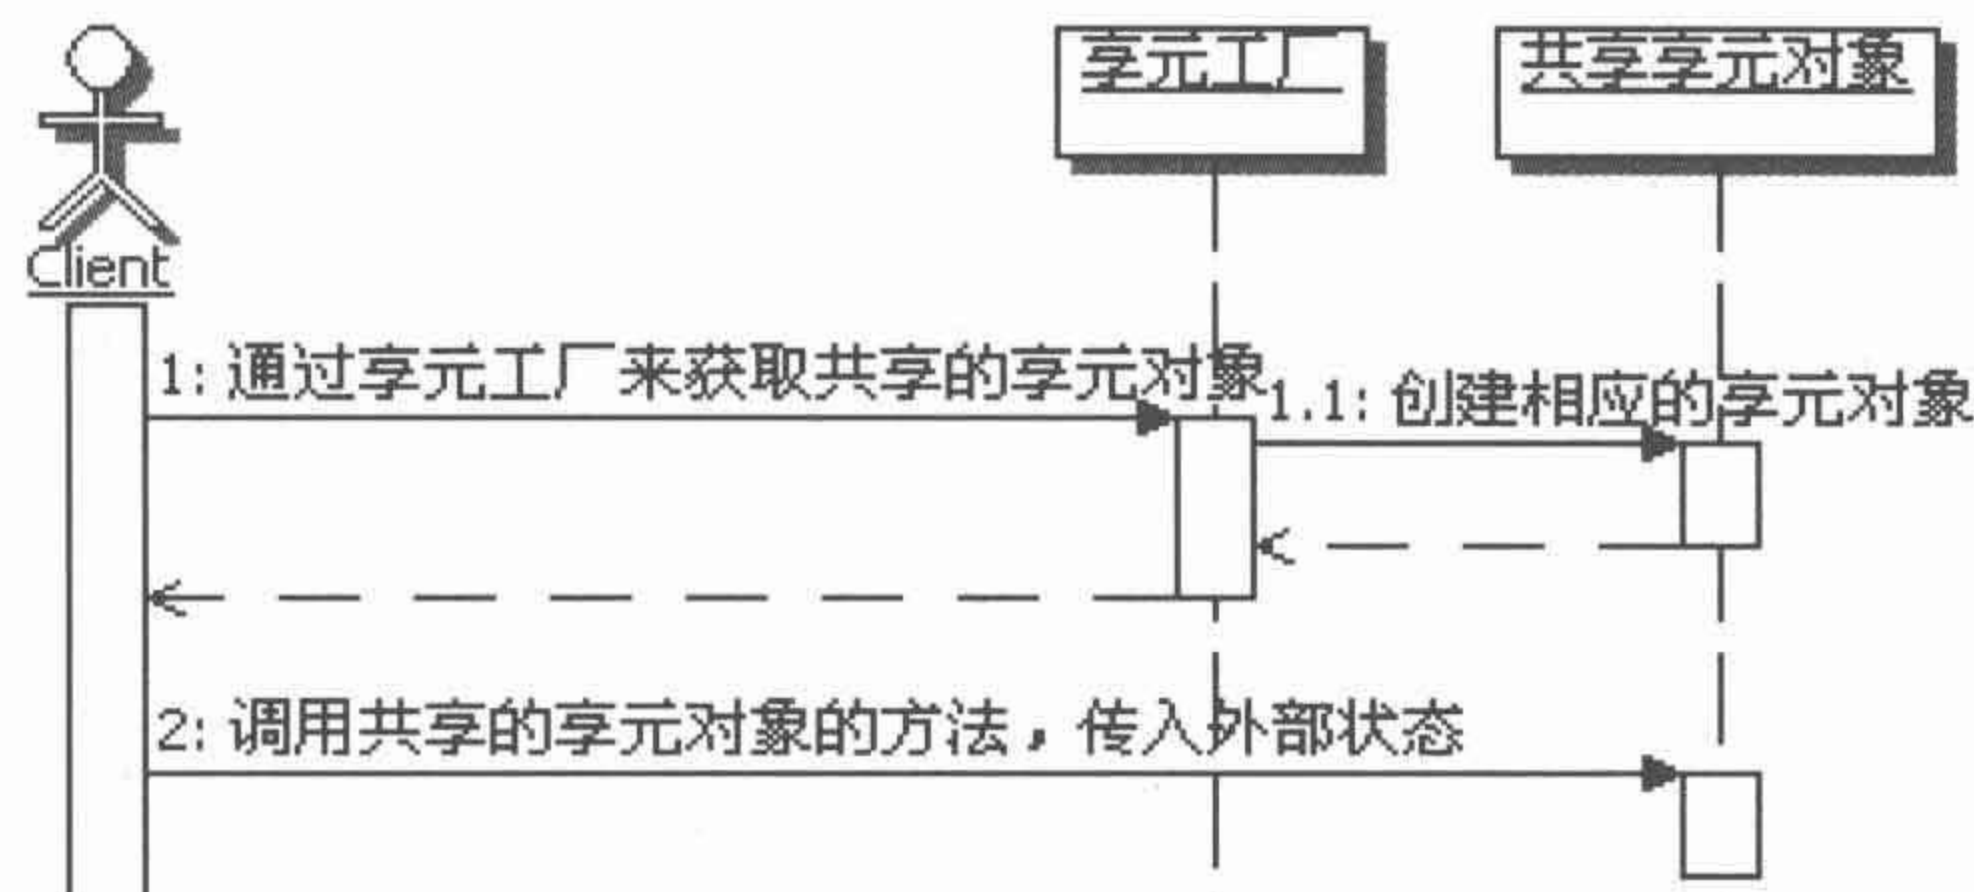 享元工厂
共享享元对象
Client
1: 通过享元工厂来获取共享的享元对象
1.1: 创建相应的享元对象
2: 调用共享的享元对象的方法，传入外部状态